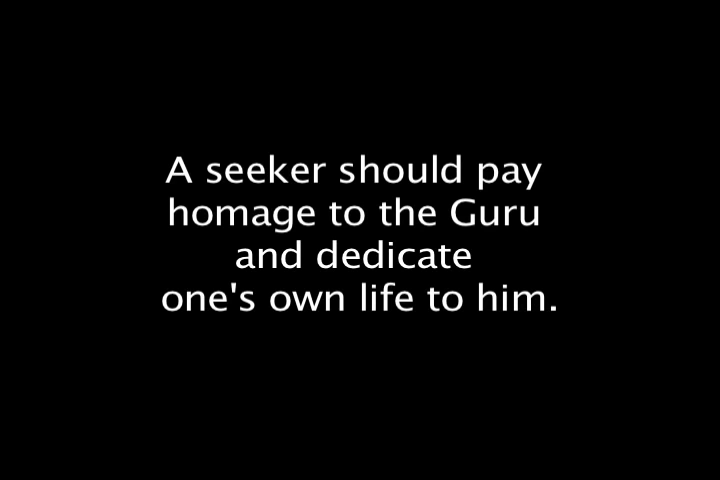 A seeker should pay
homage to the Guru
and dedicate
one's own life to him.